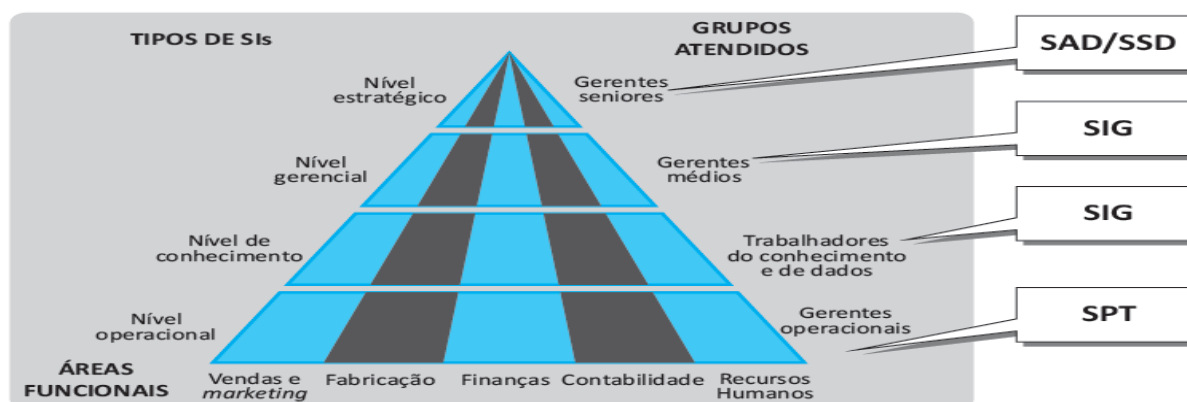 TIPOS DE SIs
GRUPOS
ATENDIDOS
SAD/SSD
Nível
estratégico
Gerentes
seniores
SIG
Nível
gerencial
Gerentes
médios
SIG
Nível de
conhecimento
Trabalhadores
do conhecimento
e de dados
SPT
Nível
operacional
Gerentes
operacionais
ÁREAS
FUNCIONAIS
Vendas e
marketing
Fabricação
Finanças
Contabilidade
Recursos
Humanos